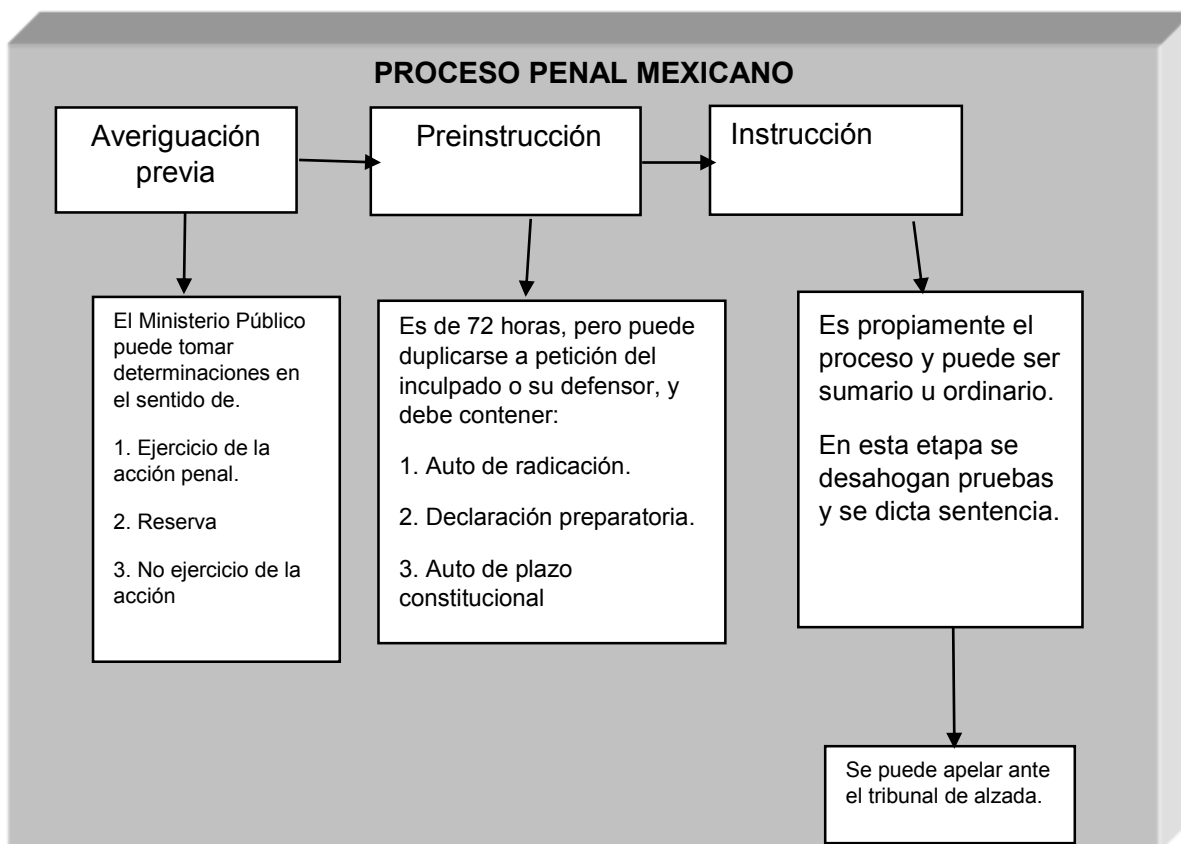 PROCESO PENAL MEXICANO
Averiguación
previa
Preinstrucción
Instrucción
El Ministerio Público
puede tomar
determinaciones en
el sentido de.
1. Ejercicio de la
acción penal.
2. Reserva
3. No ejercicio de la
acción
Es de 72 horas, pero puede
duplicarse a petición del
inculpado o su defensor, y
debe contener:
1. Auto de radicación.
2. Declaración preparatoria.
3. Auto de plazo
constitucional
Es propiamente el
proceso y puede ser
sumario u ordinario.
En esta etapa se
desahogan pruebas
y se dicta sentencia.
Se puede apelar ante
el tribunal de alzada.